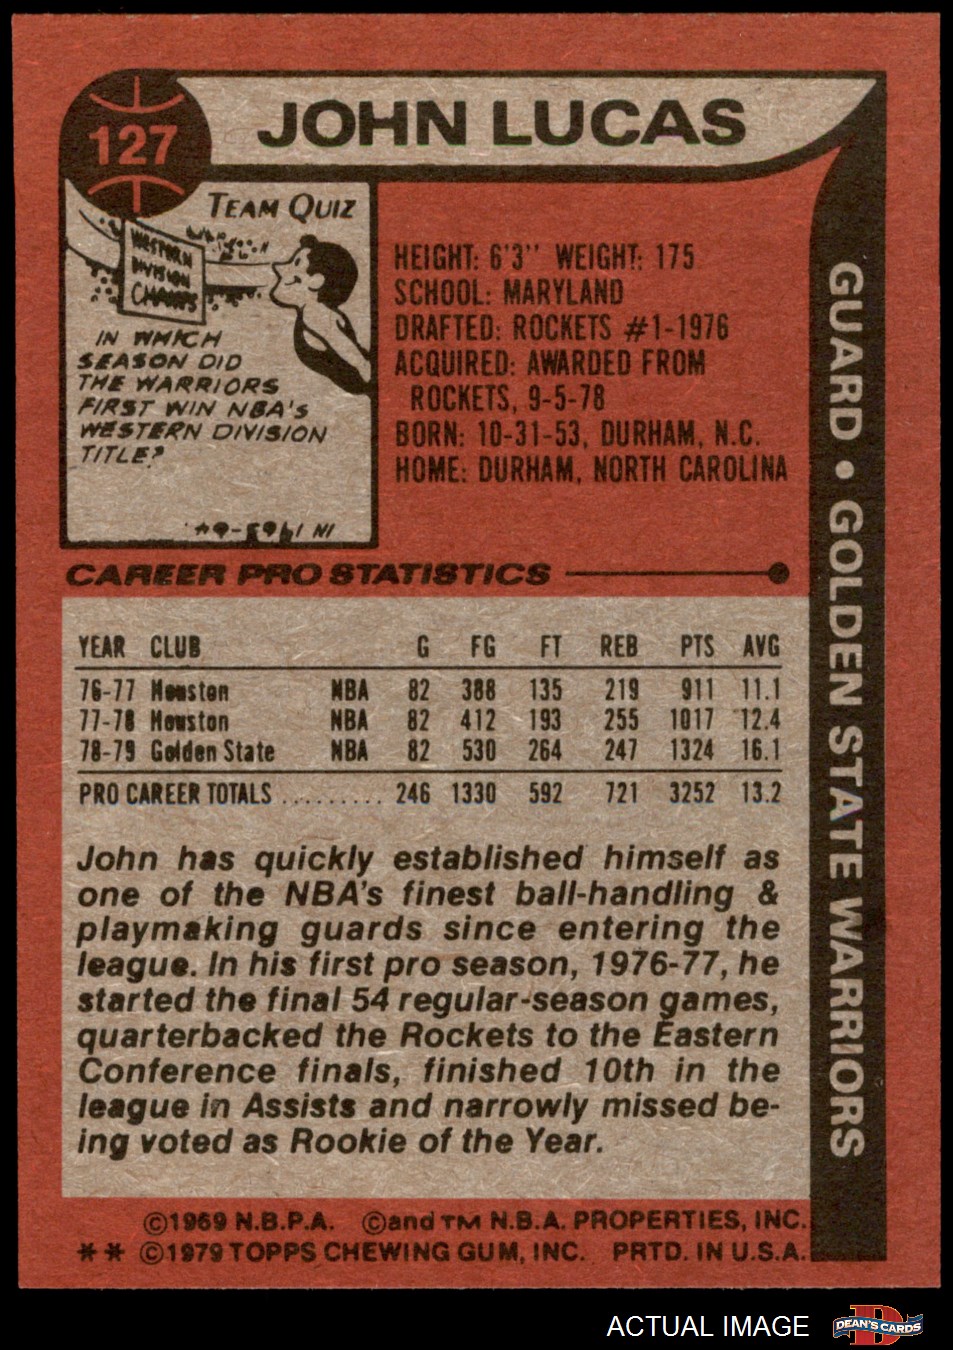 127
JOHN LUCAS
TEAM QUIZ
WESTERN
DIVISION
CHAMPS
IN WHICH
SEASON DID
THE WARRIORS
FIRST WIN NBA'S
WESTERN DIVISION
TITLE?
IN 1963-64
HEIGHT: 6'3" WEIGHT: 175
SCHOOL: MARYLAND
DRAFTED: ROCKETS #1-1976
ACQUIRED: AWARDED FROM
ROCKETS, 9-5-78
BORN: 10-31-53, DURHAM, N.C.
HOME: DURHAM, NORTH CAROLINA
GUARD • GOLDEN STATE WARRIORS
CAREER PRO STATISTICS
YEAR CLUB G FG FT REB PTS AVG
76-77 Houston NBA 82 388 135 219 911 11.1
77-78 Houston NBA 82 412 193 255 1017 12.4
78-79 Golden State NBA 82 530 264 247 1324 16.1
PRO CAREER TOTALS ......... 246 1330 592 721 3252 13.2
John has quickly established himself as
one of the NBA's finest ball-handling &
playmaking guards since entering the
league. In his first pro season, 1976-77, he
started the final 54 regular-season games,
quarterbacked the Rockets to the Eastern
Conference finals, finished 10th in the
league in Assists and narrowly missed be-
ing voted as Rookie of the Year.
©1969 N.B.P.A. ©and TM N.B.A. PROPERTIES, INC.
** ©1979 TOPPS CHEWING GUM, INC. PRTD. IN U.S.A.
ACTUAL IMAGE
D
DEAN'S CARDS